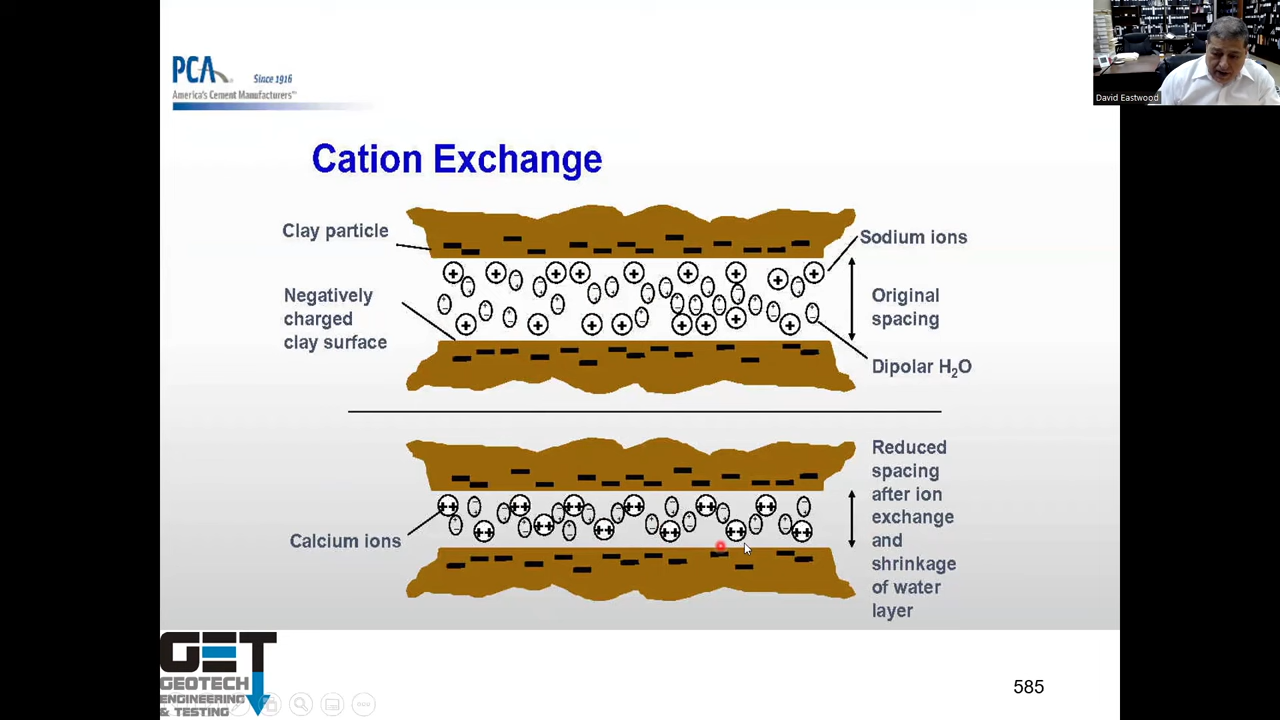 PCA
Since 1916
America's Cement Manufacturers™
David Eastwood
Cation Exchange
Clay particle
Sodium ions
Negatively
charged
clay surface
Original
spacing
Dipolar H₂O
Calcium ions
Reduced
spacing
after ion
exchange
and
shrinkage
of water
layer
GET
GEOTECH
ENGINEERING
& TESTING
585